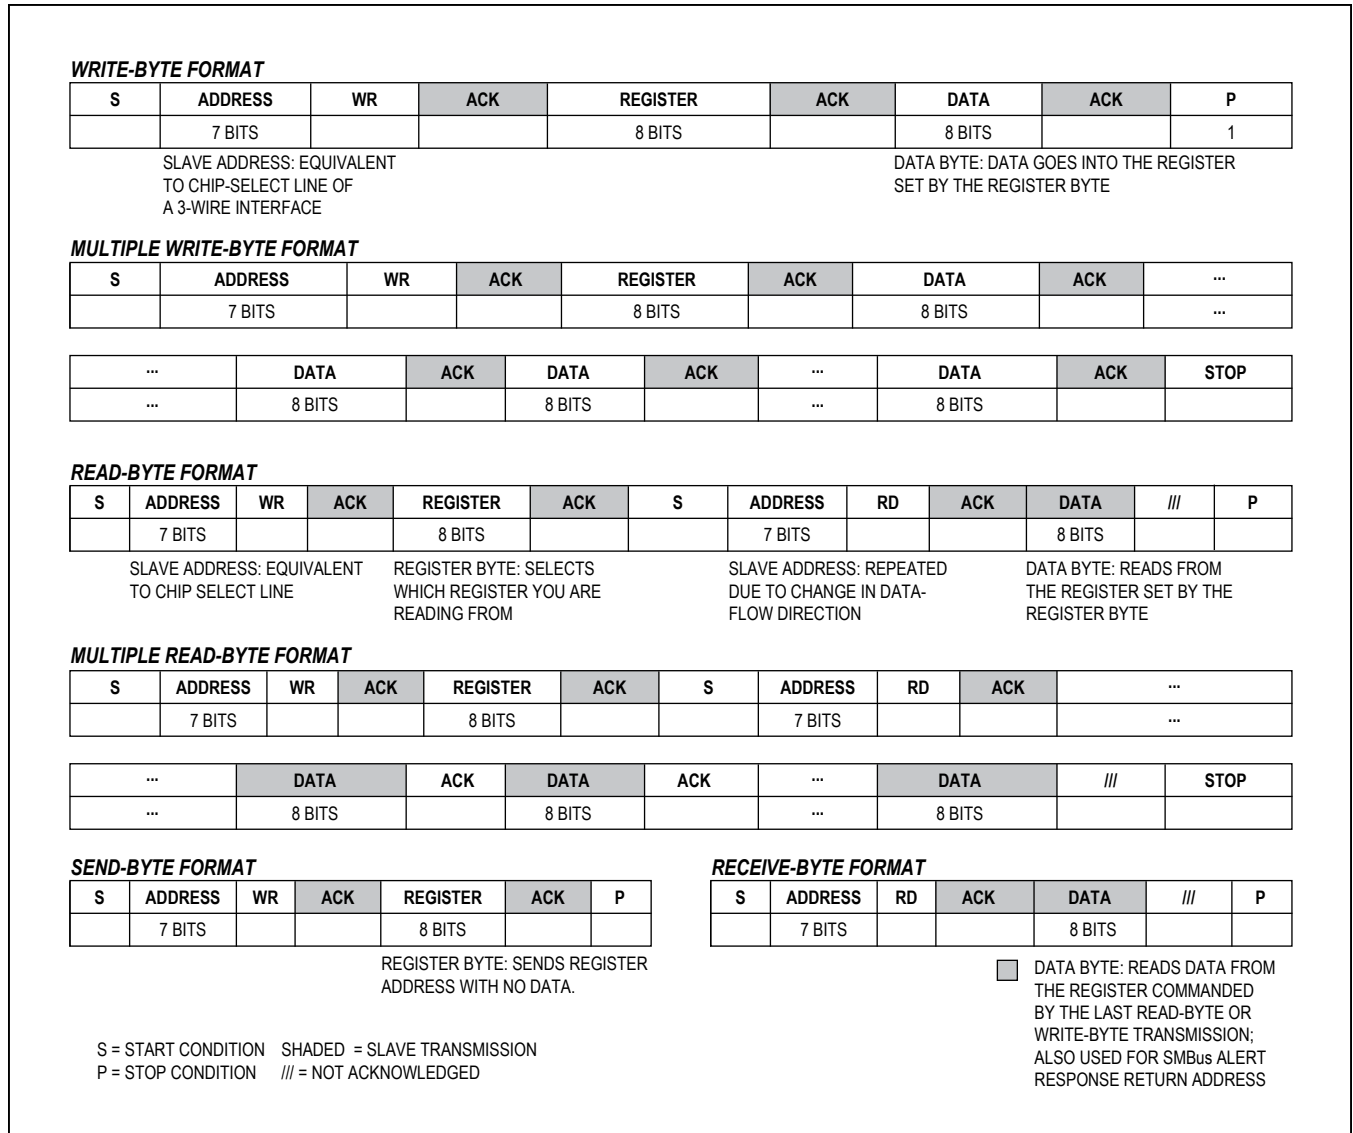 WRITE-BYTE FORMAT
S ADDRESS WR ACK REGISTER ACK DATA ACK P
7 BITS 8 BITS 8 BITS 1
SLAVE ADDRESS: EQUIVALENT
TO CHIP-SELECT LINE OF
A 3-WIRE INTERFACE
DATA BYTE: DATA GOES INTO THE REGISTER
SET BY THE REGISTER BYTE
MULTIPLE WRITE-BYTE FORMAT
S ADDRESS WR ACK REGISTER ACK DATA ACK ...
7 BITS 8 BITS 8 BITS ...
... DATA ACK DATA ACK ... DATA ACK STOP
... 8 BITS 8 BITS ... 8 BITS
READ-BYTE FORMAT
S ADDRESS WR ACK REGISTER ACK S ADDRESS RD ACK DATA /// P
7 BITS 8 BITS 7 BITS 8 BITS
SLAVE ADDRESS: EQUIVALENT
TO CHIP SELECT LINE
REGISTER BYTE: SELECTS
WHICH REGISTER YOU ARE
READING FROM
SLAVE ADDRESS: REPEATED
DUE TO CHANGE IN DATA-
FLOW DIRECTION
DATA BYTE: READS FROM
THE REGISTER SET BY THE
REGISTER BYTE
MULTIPLE READ-BYTE FORMAT
S ADDRESS WR ACK REGISTER ACK S ADDRESS RD ACK ...
7 BITS 8 BITS 7 BITS ...
... DATA ACK DATA ACK ... DATA /// STOP
... 8 BITS 8 BITS ... 8 BITS
SEND-BYTE FORMAT
S ADDRESS WR ACK REGISTER ACK P
7 BITS 8 BITS
REGISTER BYTE: SENDS REGISTER
ADDRESS WITH NO DATA.
RECEIVE-BYTE FORMAT
S ADDRESS RD ACK DATA /// P
7 BITS 8 BITS
DATA BYTE: READS DATA FROM
THE REGISTER COMMANDED
BY THE LAST READ-BYTE OR
WRITE-BYTE TRANSMISSION;
ALSO USED FOR SMBus ALERT
RESPONSE RETURN ADDRESS
S = START CONDITION SHADED = SLAVE TRANSMISSION
P = STOP CONDITION /// = NOT ACKNOWLEDGED